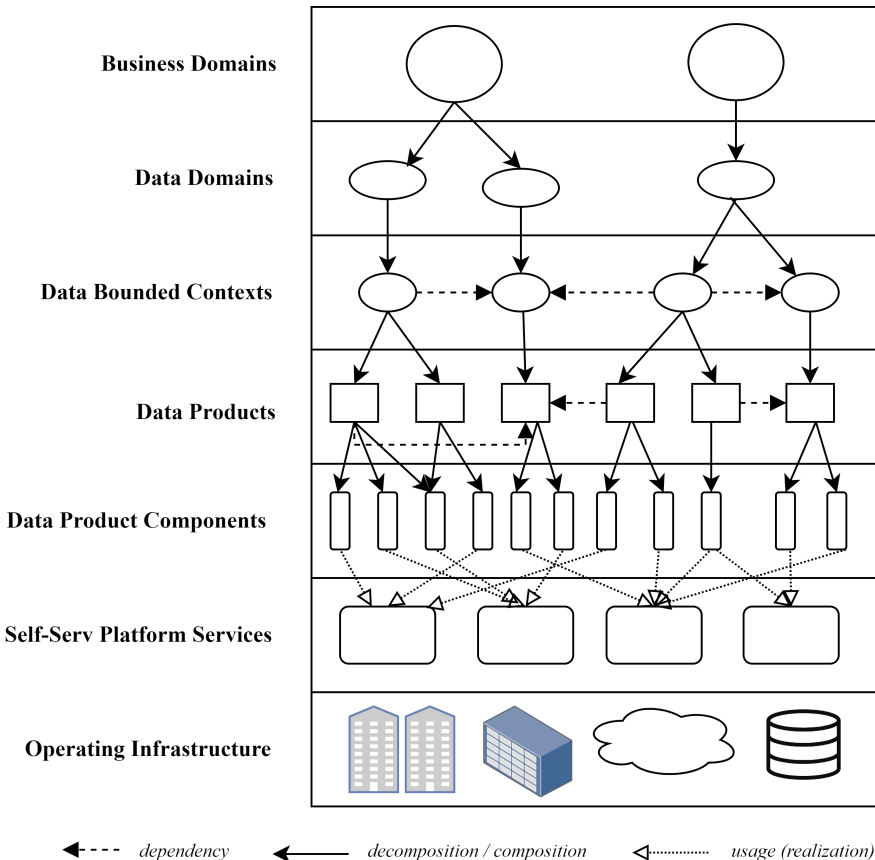 Business Domains
Data Domains
Data Bounded Contexts
Data Products
Data Product Components
Self-Serv Platform Services
Operating Infrastructure
dependency
decomposition / composition
usage (realization)